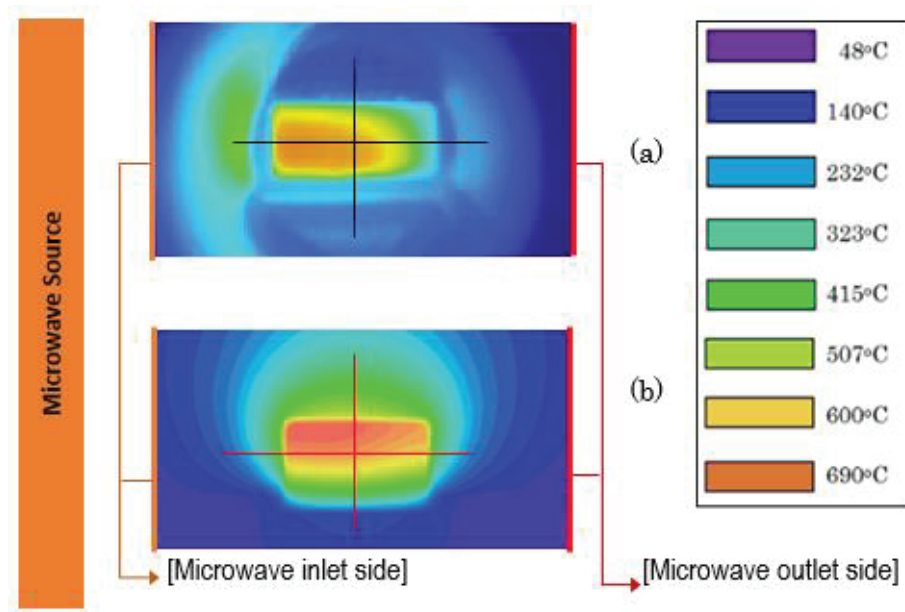 Microwave Source
(a)
(b)
48°C
140°C
232°C
323°C
415°C
507°C
600°C
690°C
[Microwave inlet side]
[Microwave outlet side]